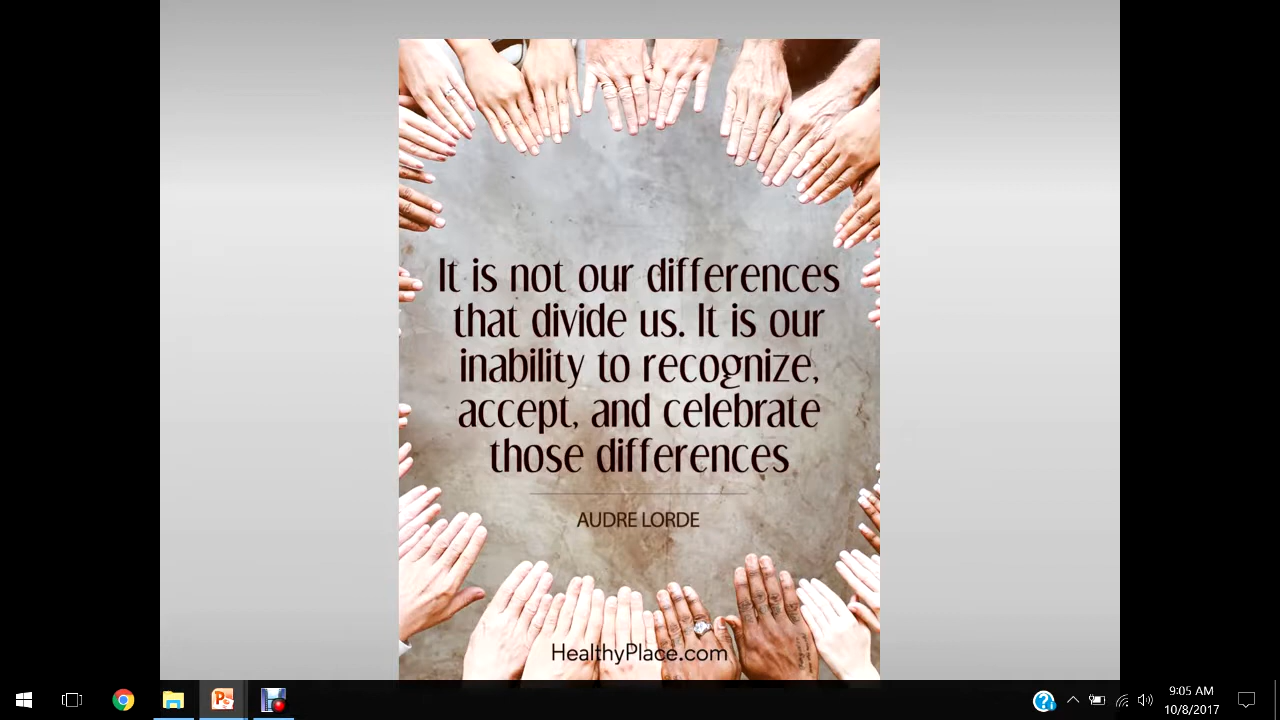 It is not our differences
that divide us. It is our
inability to recognize,
accept, and celebrate
those differences
AUDRE LORDE
HealthyPlace.com
9:05 AM
10/8/2017